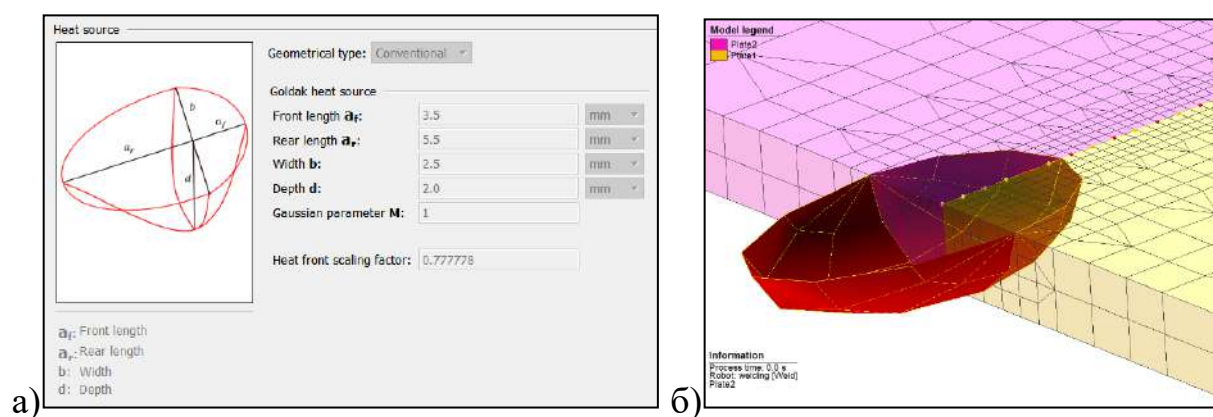 Heat source
Geometrical type: Conventional
Goldak heat source
Front length af: 3.5 mm
Rear length ar: 5.5 mm
Width b: 2.5 mm
Depth d: 2.0 mm
Gaussian parameter M: 1
Heat front scaling factor: 0.777778
b
af
ar
d
af: Front length
ar: Rear length
b: Width
d: Depth
а)
Model legend
Plate2
Plate1
Information
Process time: 0.0 s
Robot: welding (Weld)
Plate2
б)